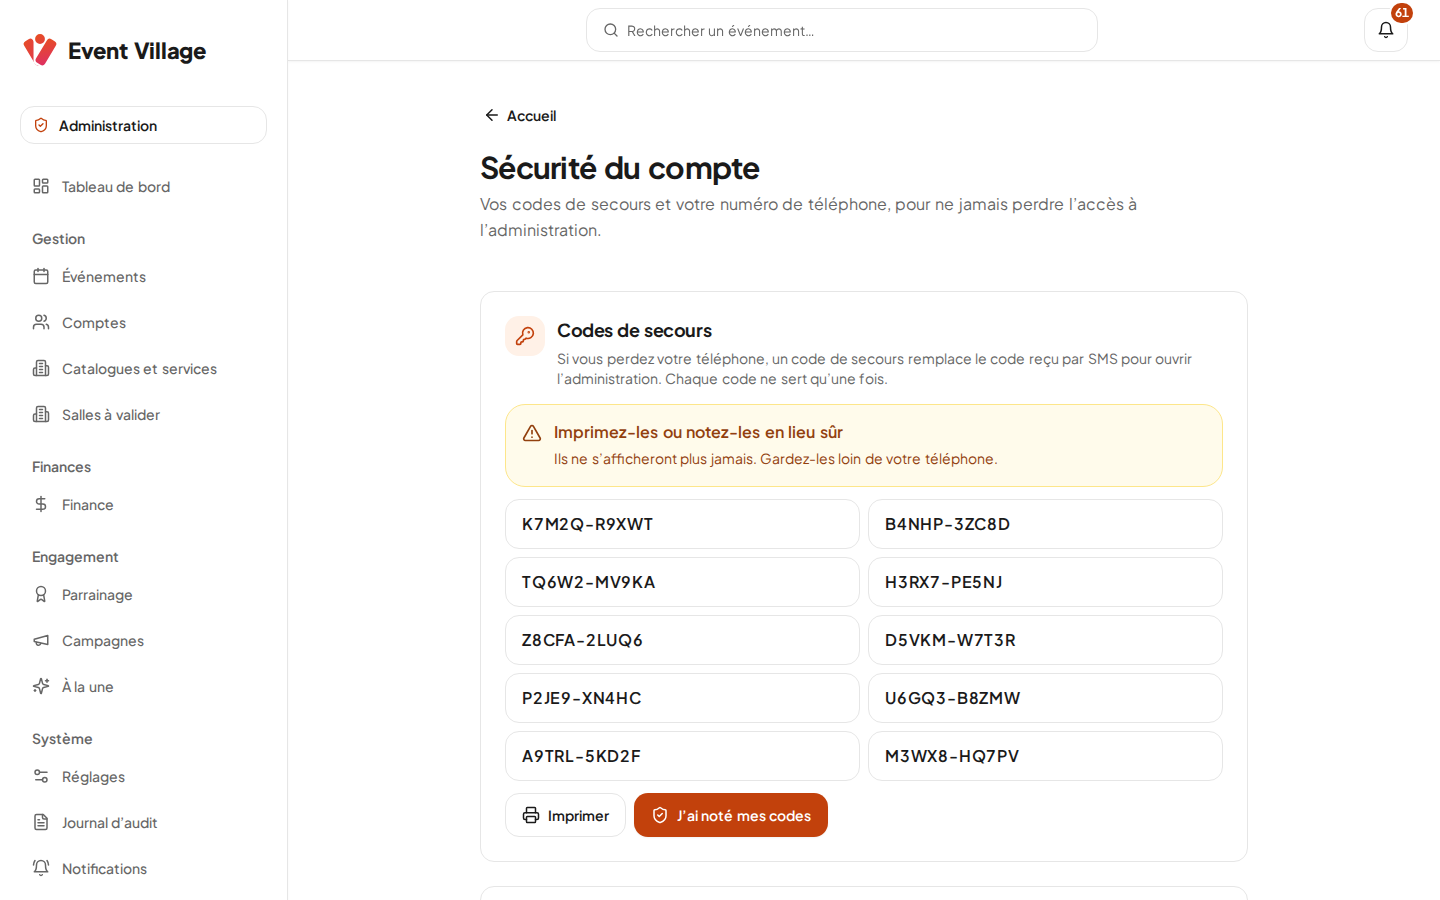 Event Village
Administration
Tableau de bord
Gestion
Événements
Comptes
Catalogues et services
Salles à valider
Finances
Finance
Engagement
Parrainage
Campagnes
À la une
Système
Réglages
Journal d'audit
Notifications
Rechercher un événement…
61
Accueil
Sécurité du compte
Vos codes de secours et votre numéro de téléphone, pour ne jamais perdre l’accès à
l’administration.
Codes de secours
Si vous perdez votre téléphone, un code de secours remplace le code reçu par SMS pour ouvrir
l’administration. Chaque code ne sert qu’une fois.
Imprimez-les ou notez-les en lieu sûr
Ils ne s’afficheront plus jamais. Gardez-les loin de votre téléphone.
K7M2Q-R9XWT
B4NHP-3ZC8D
TQ6W2-MV9KA
H3RX7-PE5NJ
Z8CFA-2LUQ6
D5VKM-W7T3R
P2JE9-XN4HC
U6GQ3-B8ZMW
A9TRL-5KD2F
M3WX8-HQ7PV
Imprimer
J’ai noté mes codes